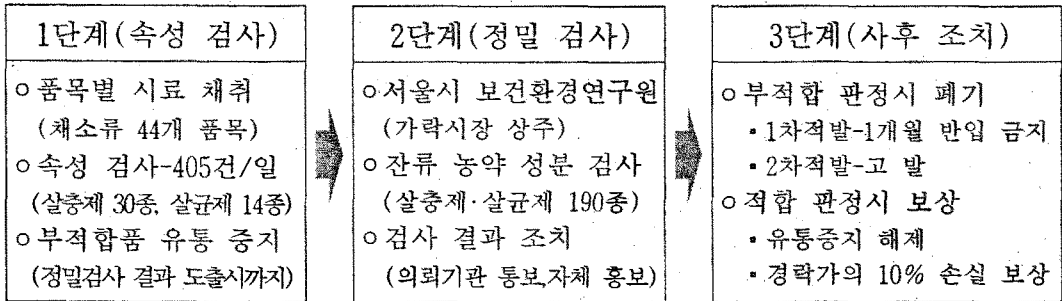 1단계(속성 검사)
ㅇ품목별 시료 채취
(채소류 44개 품목)
ㅇ속성 검사-405건/일
(살충제 30종, 살균제 14종)
ㅇ부적합품 유통 중지
(정밀검사 결과 도출시까지)
2단계(정밀 검사)
ㅇ서울시 보건환경연구원
(가락시장 상주)
ㅇ잔류 농약 성분 검사
(살충제·살균제 190종)
ㅇ검사 결과 조치
(의뢰기관 통보,자체 홍보)
3단계(사후 조치)
ㅇ부적합 판정시 폐기
▪1차적발-1개월 반입 금지
▪2차적발-고 발
ㅇ적합 판정시 보상
▪유통중지 해제
▪경락가의 10% 손실 보상